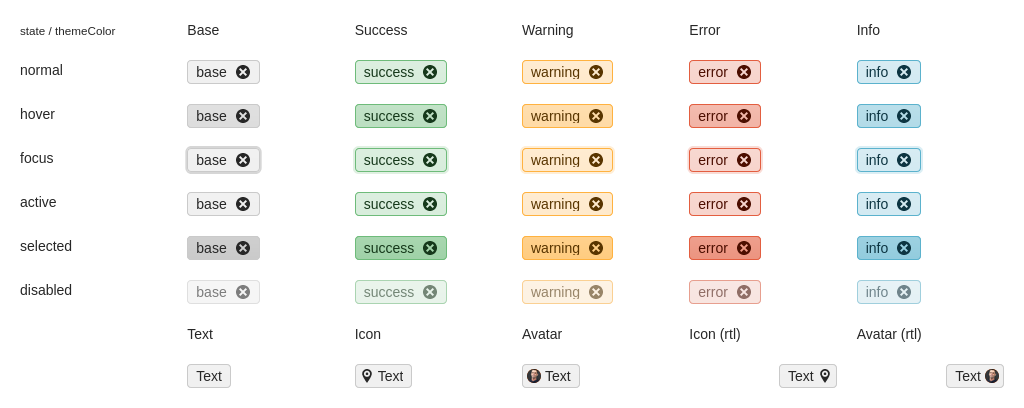 state / themeColor Base Success Warning Error Info
normal base success warning error info
hover base success warning error info
focus base success warning error info
active base success warning error info
selected base success warning error info
disabled base success warning error info
Text Icon Avatar Icon (rtl) Avatar (rtl)
Text Text Text Text Text